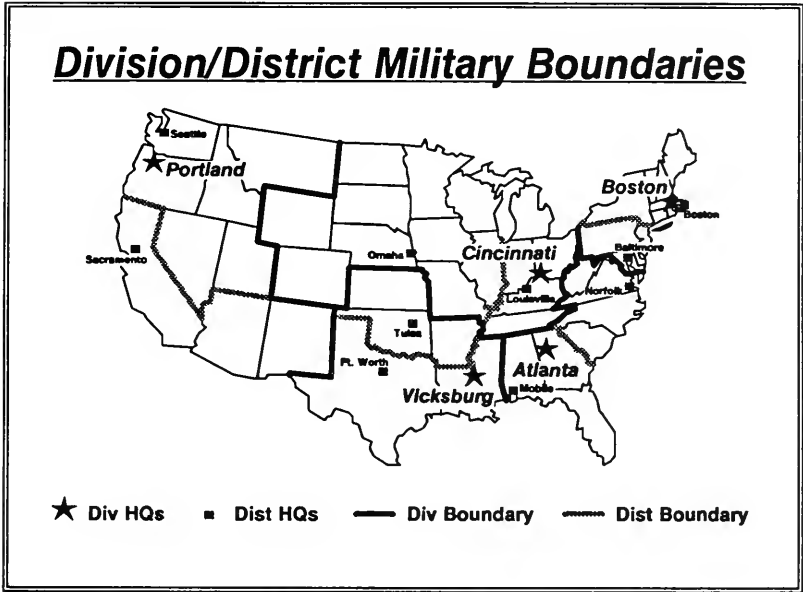 Division/District Military Boundaries
Seattle
Portland
Boston
Boston
Sacramento
Omaha
Cincinnati
Baltimore
Louisville
Norfolk
Tulsa
Ft. Worth
Atlanta
Vicksburg
Mobile
Div HQs Dist HQs Div Boundary Dist Boundary